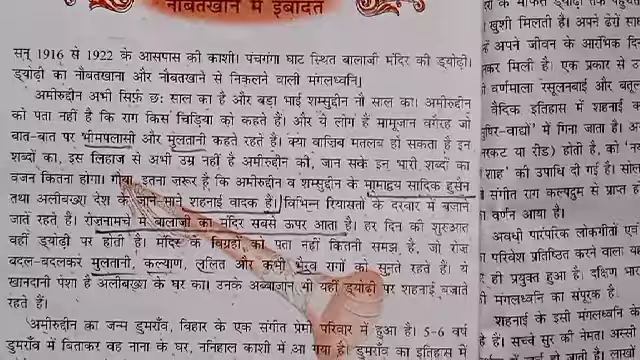 नौबतखाने में इबादत
सन् 1916 से 1922 के आसपास की काशी। पंचगंगा घाट स्थित बालाजी मंदिर की ड्योढ़ी।
ड्योढ़ी का नौबतखाना और नौबतखाने से निकलने वाली मंगलध्वनि।
अमीरुद्दीन अभी सिर्फ़ छः साल का है और बड़ा भाई शम्सुद्दीन नौ साल का। अमीरुद्दीन
को पता नहीं है कि राग किस चिड़िया को कहते हैं। और ये लोग हैं मामूजान वगैरह जो
बात-बात पर भीमपलासी और मुलतानी कहते रहते हैं। क्या वाजिब मतलब हो सकता है इन
शब्दों का, इस लिहाज से अभी उम्र नहीं है अमीरुद्दीन की, जान सके इन भारी शब्दों का
वजन कितना होगा। गोया, इतना ज़रूर है कि अमीरुद्दीन व शम्सुद्दीन के मामाद्वय सादिक हुसैन
तथा अलीबख्श देश के जाने माने शहनाई वादक हैं। विभिन्न रियासतों के दरबार में बजाने
जाते रहते हैं। रोज़नामचे में बालाजी का मंदिर सबसे ऊपर आता है। हर दिन की शुरुआत
वहीं ड्योढ़ी पर होती है। मंदिर के विग्रहों को पता नहीं कितनी समझ है, जो रोज़
बदल-बदलकर मुलतानी, कल्याण, ललित और कभी भैरव रागों को सुनते रहते हैं। ये
खानदानी पेशा है अलीबख्श के घर का। उनके अब्बाजान भी यहीं ड्योढ़ी पर शहनाई बजाते
रहते हैं।
अमीरुद्दीन का जन्म डुमराँव, बिहार के एक संगीत प्रेमी परिवार में हुआ है। 5-6 वर्ष
डुमराँव में बिताकर वह नाना के घर, ननिहाल काशी में आ गया है। डुमराँव का इतिहास में
खुशी मिलती है। अपने ढेरों
अपने जीवन के आरंभिक दिन
मिला है। एक प्रकार से उ
वर्णमाला रसूलनबाई और बतूल
वैदिक इतिहास में शहनाई
सुषिर-वाद्यों' में गिना जाता है। अ
नरकट या रीड) होती है, को 'न
शाह' की उपाधि दी गई है। सोल
संगीत राग कल्पद्रुम से प्राप्त
वर्णन आया है।
अवधी पारंपरिक लोकगीतों एवं
परिवेश प्रतिष्ठित करने वाला यह
ही प्रयुक्त हुआ है। दक्षिण भार
मंगलध्वनि का संपूरक है।
शहनाई के इसी मंगलध्वनि के
हे हैं। सच्चे सुर की नेमत। अस्सी